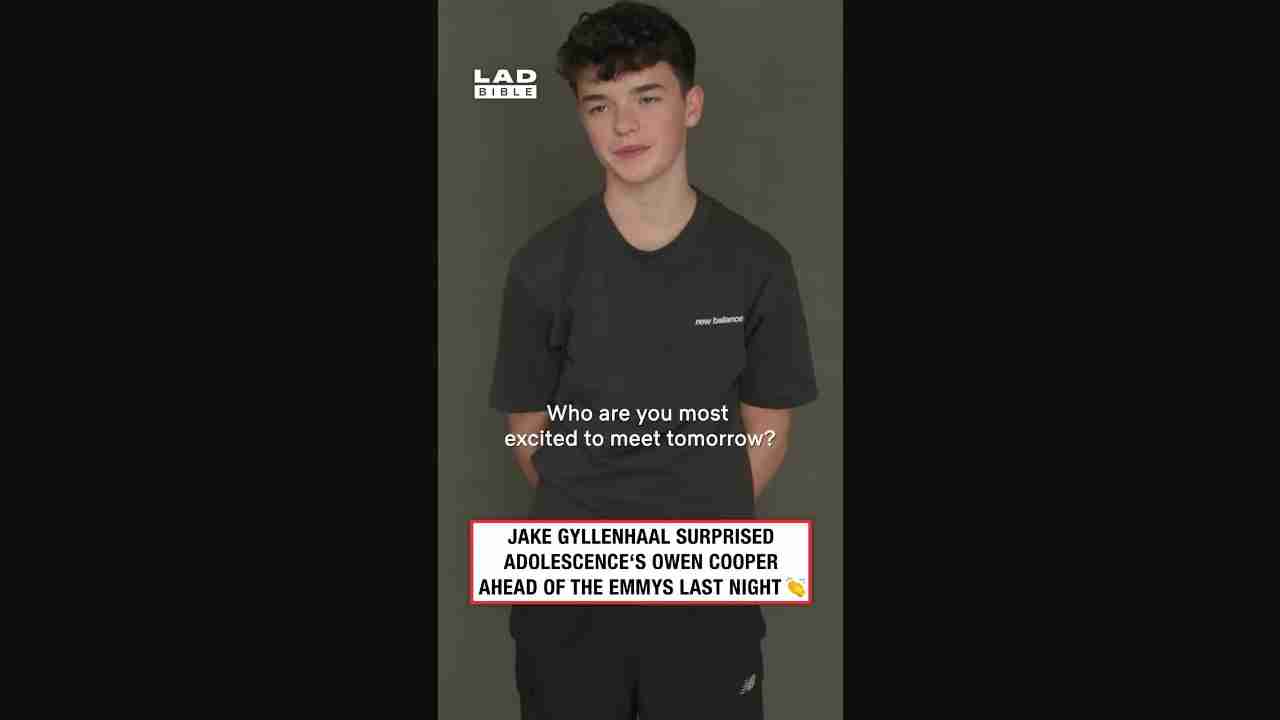 LAD
BIBLE
new balance
Who are you most
excited to meet tomorrow?
JAKE GYLLENHAAL SURPRISED
ADOLESCENCE‘S OWEN COOPER
AHEAD OF THE EMMYS LAST NIGHT 👏